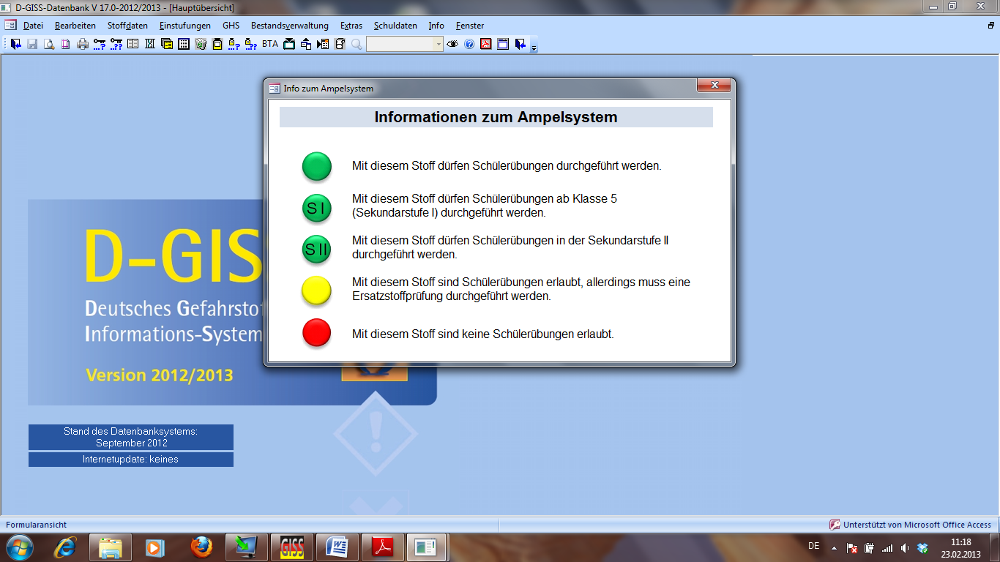 D-GISS-Datenbank V 17.0-2012/2013 - [Hauptübersicht]
Datei Bearbeiten Stoffdaten Einstufungen GHS Bestandsverwaltung Extras Schuldaten Info Fenster
BTA
Info zum Ampelsystem
Informationen zum Ampelsystem
Mit diesem Stoff dürfen Schülerübungen durchgeführt werden.
S I
Mit diesem Stoff dürfen Schülerübungen ab Klasse 5
(Sekundarstufe I) durchgeführt werden.
S II
Mit diesem Stoff dürfen Schülerübungen in der Sekundarstufe II
durchgeführt werden.
Mit diesem Stoff sind Schülerübungen erlaubt, allerdings muss eine
Ersatzstoffprüfung durchgeführt werden.
Mit diesem Stoff sind keine Schülerübungen erlaubt.
D-GIS
Deutsches Gefahrstof
Informations-System
Version 2012/2013
Stand des Datenbanksystems:
September 2012
Internetupdate: keines
Formularansicht
Unterstützt von Microsoft Office Access
GISS
DE
11:18
23.02.2013